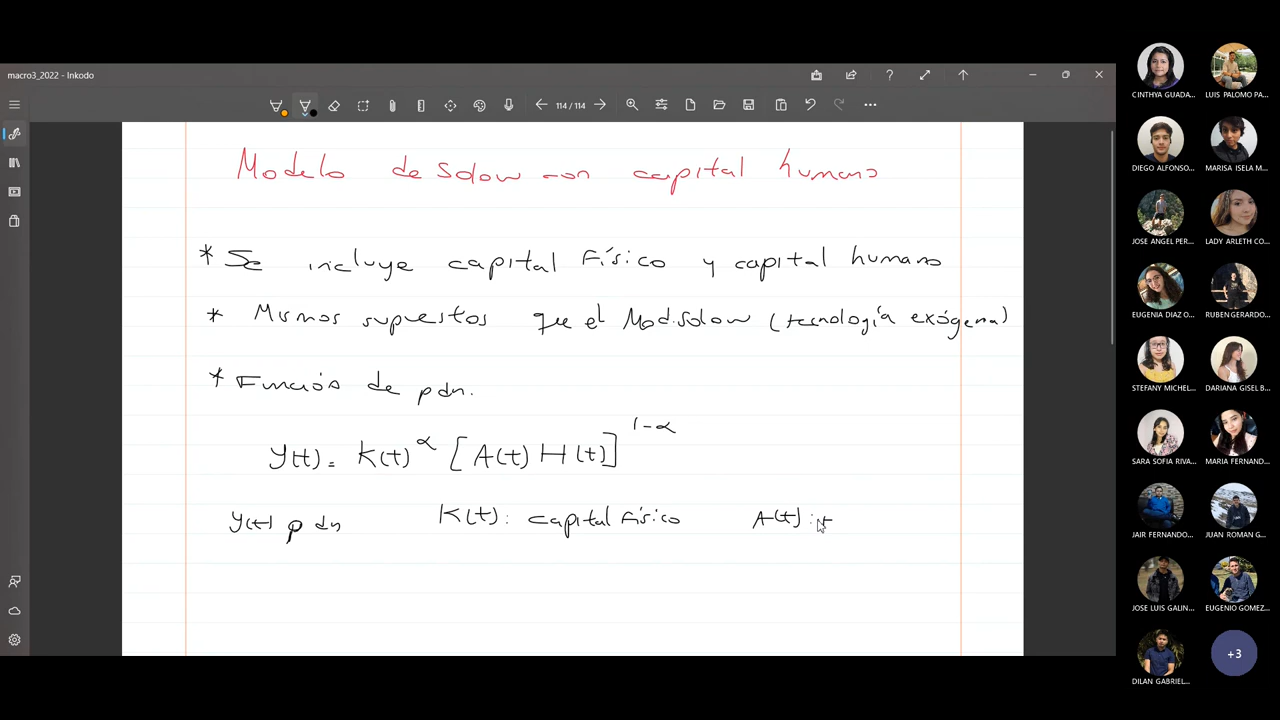 macro3_2022 - Inkodo
114 / 114
Modelo de Solow con capital humano
* Se incluye capital físico y capital humano
* Mismos supuestos que el Mod.solow (tecnología exógena)
* Función de pdn.
Y(t) = K(t)^α [A(t) H(t)]^1-α
Y(t) pdn K(t): capital físico A(t): t
CINTHYA GUADA...
LUIS PALOMO PA...
DIEGO ALFONSO...
MARISA ISELA M...
JOSE ANGEL PER...
LADY ARLETH CO...
EUGENIA DIAZ O...
RUBEN GERARDO...
STEFANY MICHEL...
DARIANA GISEL B...
SARA SOFIA RIVA...
MARIA FERNAND...
JAIR FERNANDO...
JUAN ROMAN G...
JOSE LUIS GALIN...
EUGENIO GOMEZ...
DILAN GABRIEL...
+3